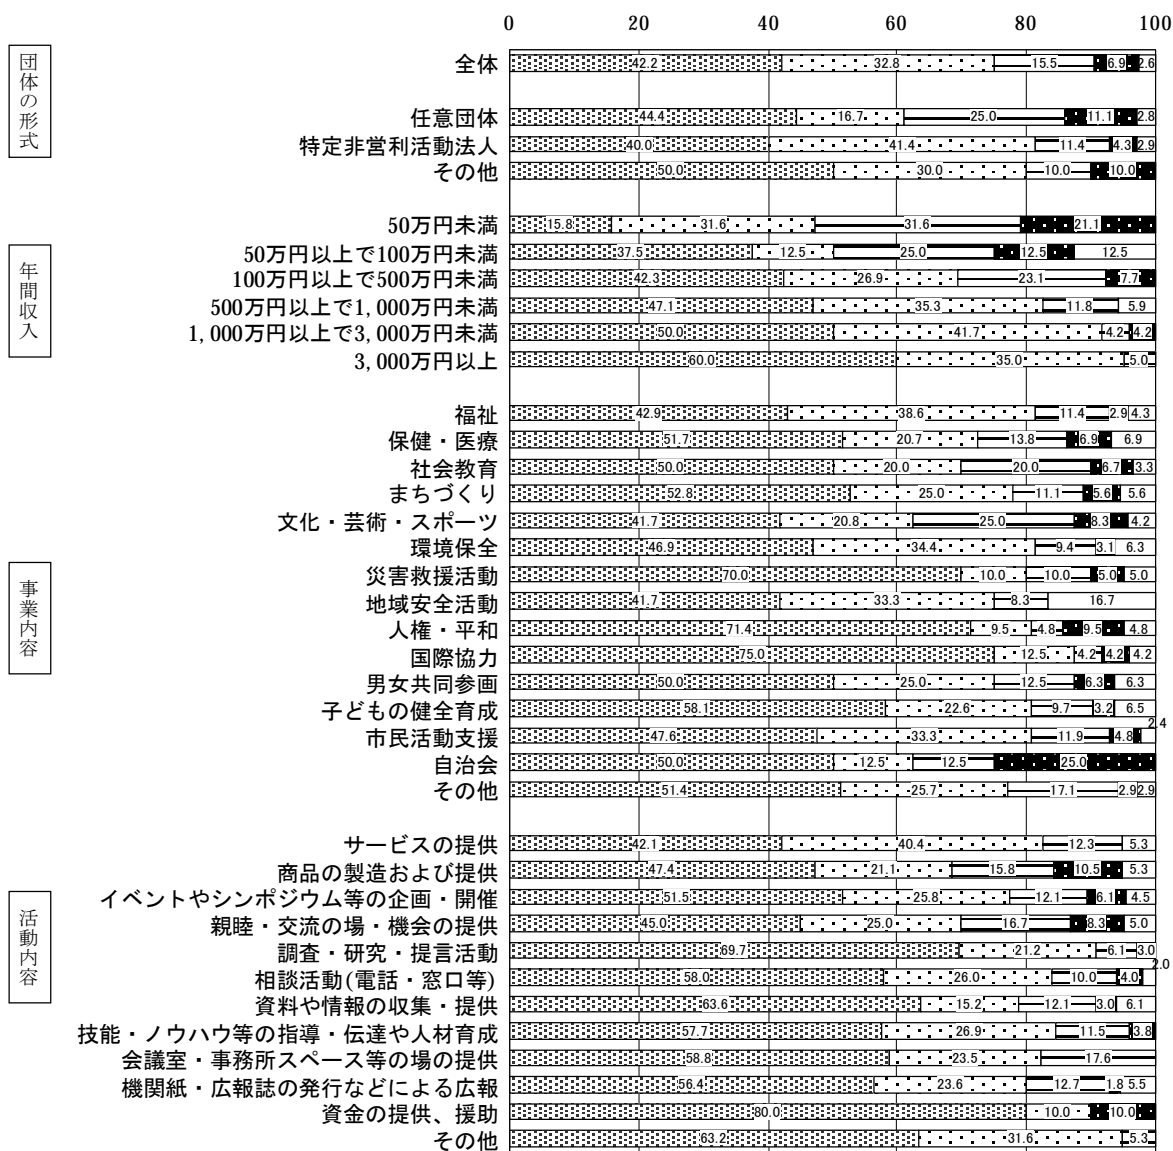 0 20 40 60 80 100
団体の形式
全体 42.2 32.8 15.5 6.9 2.6
任意団体 44.4 16.7 25.0 11.1 2.8
特定非営利活動法人 40.0 41.4 11.4 4.3 2.9
その他 50.0 30.0 10.0 10.0
年間収入
50万円未満 15.8 31.6 31.6 21.1
50万円以上で100万円未満 37.5 12.5 25.0 12.5 12.5
100万円以上で500万円未満 42.3 26.9 23.1 7.7
500万円以上で1,000万円未満 47.1 35.3 11.8 5.9
1,000万円以上で3,000万円未満 50.0 41.7 4.2 4.2
3,000万円以上 60.0 35.0 5.0
事業内容
福祉 42.9 38.6 11.4 2.9 4.3
保健・医療 51.7 20.7 13.8 6.9 6.9
社会教育 50.0 20.0 20.0 6.7 3.3
まちづくり 52.8 25.0 11.1 5.6 5.6
文化・芸術・スポーツ 41.7 20.8 25.0 8.3 4.2
環境保全 46.9 34.4 9.4 3.1 6.3
災害救援活動 70.0 10.0 10.0 5.0 5.0
地域安全活動 41.7 33.3 8.3 16.7
人権・平和 71.4 9.5 4.8 9.5 4.8
国際協力 75.0 12.5 4.2 4.2 4.2
男女共同参画 50.0 25.0 12.5 6.3 6.3
子どもの健全育成 58.1 22.6 9.7 3.2 6.5
市民活動支援 47.6 33.3 11.9 4.8 2.4
自治会 50.0 12.5 12.5 25.0
その他 51.4 25.7 17.1 2.9 2.9
活動内容
サービスの提供 42.1 40.4 12.3 5.3
商品の製造および提供 47.4 21.1 15.8 10.5 5.3
イベントやシンポジウム等の企画・開催 51.5 25.8 12.1 6.1 4.5
親睦・交流の場・機会の提供 45.0 25.0 16.7 8.3 5.0
調査・研究・提言活動 69.7 21.2 6.1 3.0
相談活動(電話・窓口等) 58.0 26.0 10.0 4.0 2.0
資料や情報の収集・提供 63.6 15.2 12.1 3.0 6.1
技能・ノウハウ等の指導・伝達や人材育成 57.7 26.9 11.5 3.8
会議室・事務所スペース等の場の提供 58.8 23.5 17.6
機関紙・広報誌の発行などによる広報 56.4 23.6 12.7 1.8 5.5
資金の提供、援助 80.0 10.0 10.0
その他 63.2 31.6 5.3